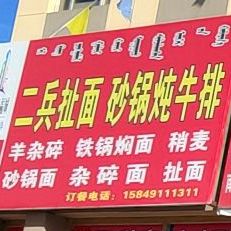 二兵扯面 砂锅炖牛排
羊杂碎 铁锅焖面 稍麦
砂锅面 杂碎面 扯面
订餐电话：15849111311